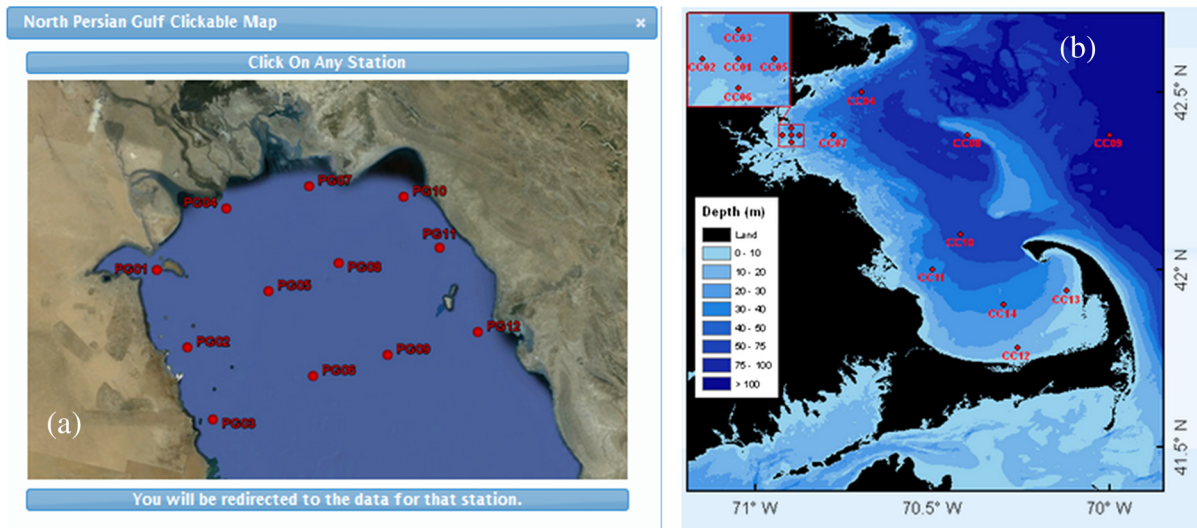 North Persian Gulf Clickable Map
×
Click On Any Station
PG07
PG04
PG10
PG11
PG01
PG08
PG05
PG12
PG02
PG09
PG06
PG03
(a)
You will be redirected to the data for that station.
(b)
CC03
CC02 CC01 CC05
CC06
CC04
CC07
CC08
CC09
CC10
CC11
CC13
CC14
CC12
Depth (m)
Land
0 - 10
10 - 20
20 - 30
30 - 40
40 - 50
50 - 75
75 - 100
> 100
42.5° N
42° N
41.5° N
71° W
70.5° W
70° W